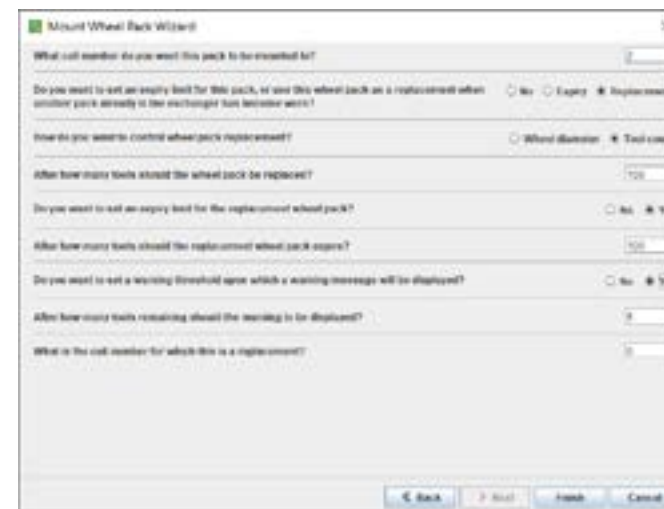 Mount Wheel Pack Wizard
What cell number do you want this pack to be mounted to?
Do you want to set an expiry limit for this pack, or use this wheel pack as a replacement when
another pack already in the exchanger has become worn?
No Expiry
How do you want to control wheel pack replacement?
Wheel diameter
After how many tools should the wheel pack be replaced?
Do you want to set an expiry limit for the replacement wheel pack?
No
After how many tools should the replacement wheel pack expire?
Do you want to set a warning threshold upon which a warning message will be displayed?
No
After how many tools remaining should the warning to be displayed?
What is the cell number for which this is a replacement?
< Back > Next Finish Cancel